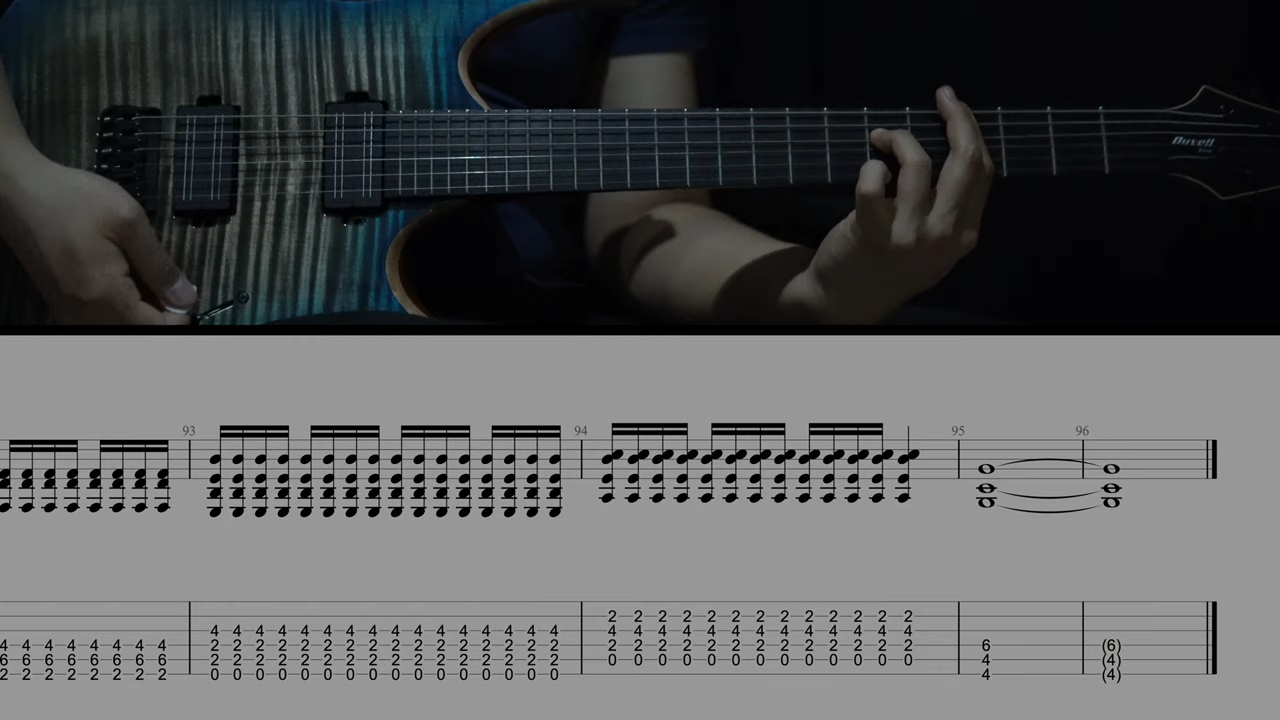 Duvell
93 94 95 96
2 2 2 2 2 2 2 2 2 2 2 2 2
4 4 4 4 4 4 4 4 4 4 4 4 4 4 4 4 4 4 4 4 4 4 4 4 4 4 4 4 4
4 4 4 4 4 4 4 4 2 2 2 2 2 2 2 2 2 2 2 2 2 2 2 2 2 2 2 2 2 2 2 2 2 2 2 2 2 6 (6)
6 6 6 6 6 6 6 6 2 2 2 2 2 2 2 2 2 2 2 2 2 2 2 2 0 0 0 0 0 0 0 0 0 0 0 0 0 4 (4)
2 2 2 2 2 2 2 2 0 0 0 0 0 0 0 0 0 0 0 0 0 0 0 0 4 (4)